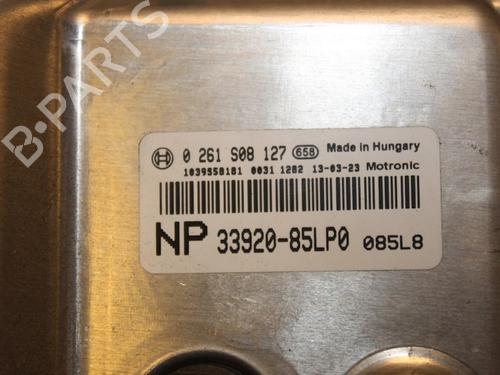 B-PARTS
0 261 S08 127 658 Made in Hungary
1039S58181 0031 1282 13-03-23 Motronic
NP 33920-85LP0 085L8